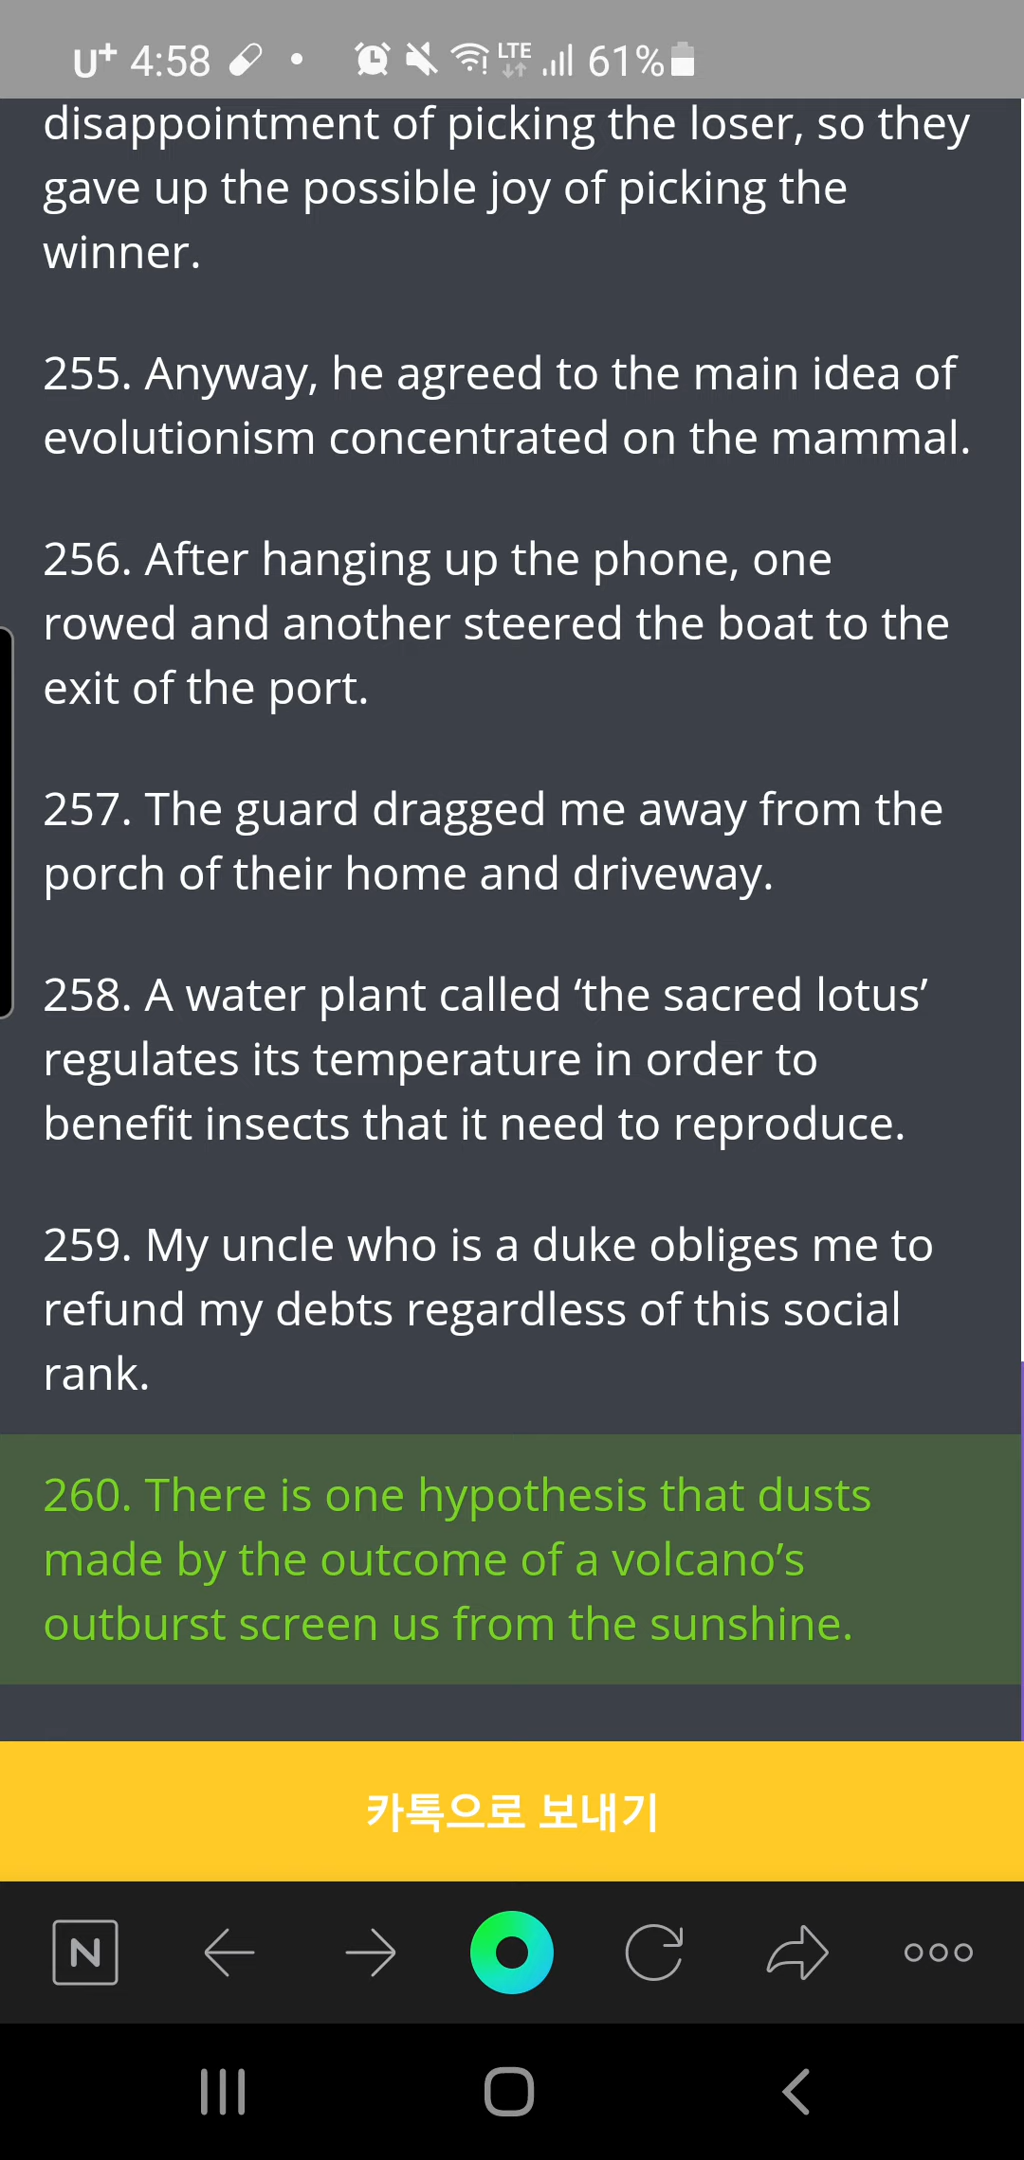 U+ 4:58 LTE 61%
disappointment of picking the loser, so they
gave up the possible joy of picking the
winner.
255. Anyway, he agreed to the main idea of
evolutionism concentrated on the mammal.
256. After hanging up the phone, one
rowed and another steered the boat to the
exit of the port.
257. The guard dragged me away from the
porch of their home and driveway.
258. A water plant called ‘the sacred lotus’
regulates its temperature in order to
benefit insects that it need to reproduce.
259. My uncle who is a duke obliges me to
refund my debts regardless of this social
rank.
260. There is one hypothesis that dusts
made by the outcome of a volcano’s
outburst screen us from the sunshine.
카톡으로 보내기
N